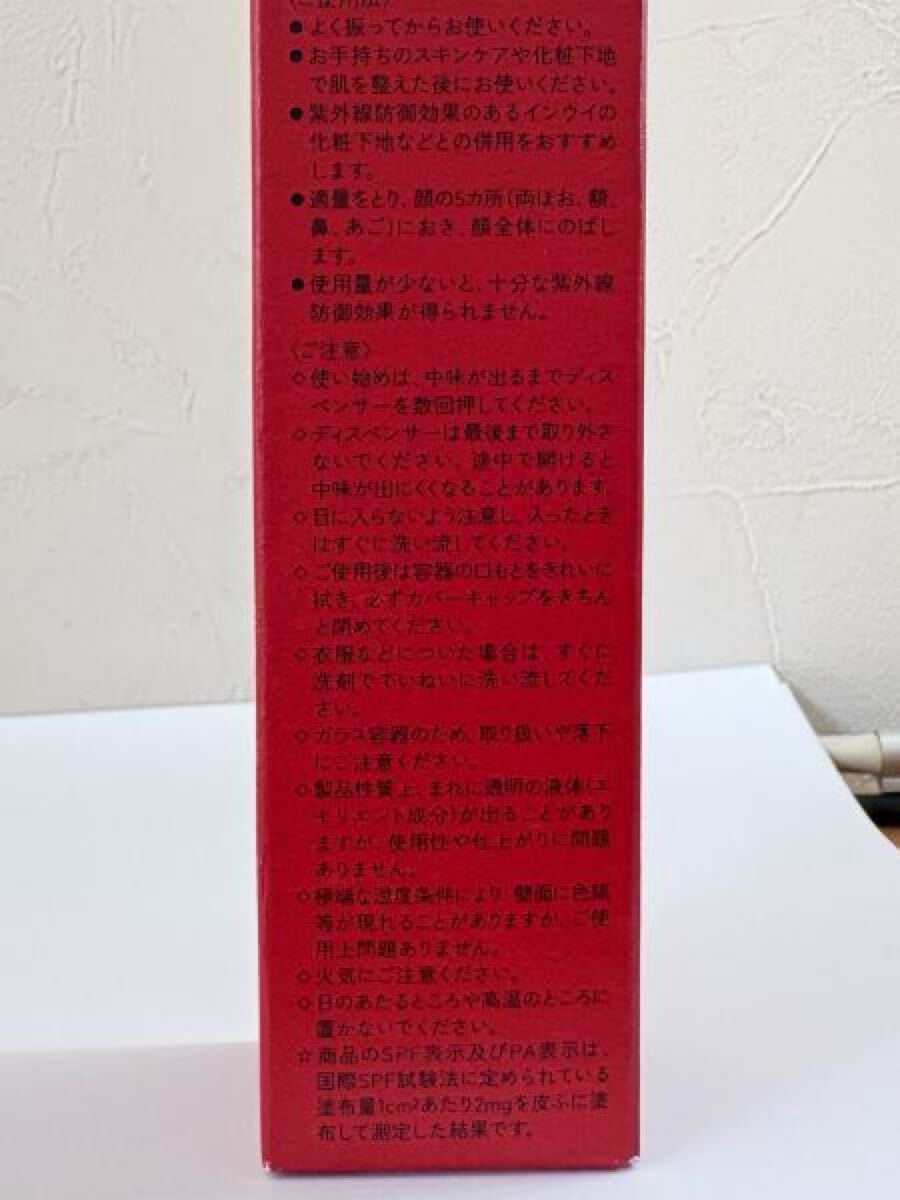 〈ご使用法〉
● よく振ってからお使いください。
● お手持ちのスキンケアや化粧下地
で肌を整えた後にお使いください。
● 紫外線防御効果のあるインウイの
化粧下地などとの併用をおすすめ
します。
● 適量をとり、顔の5カ所(両ほお、額、
鼻、あご)におき、顔全体にのばし
ます。
● 使用量が少ないと、十分な紫外線
防御効果が得られません。
〈ご注意〉
◇ 使い始めは、中味が出るまでディス
ペンサーを数回押してください。
◇ ディスペンサーは最後まで取り外さ
ないでください。途中で開けると
中味が出にくくなることがあります。
◇ 目に入らないよう注意し、入ったとき
はすぐに洗い流してください。
◇ ご使用後は容器の口もとをきれいに
拭き、必ずカバーキャップをきちん
と閉めてください。
◇ 衣服などについた場合は、すぐに
洗剤でていねいに洗い流してくだ
さい。
◇ ガラス容器のため、取り扱いや落下
にご注意ください。
◇ 製品性質上、まれに透明の液体(エ
モリエント成分)が出ることがあり
ますが、使用性や仕上がりに問題
ありません。
◇ 極端な温度条件により、壁面に色縞
等が現れることがありますが、ご使
用上問題ありません。
◇ 火気にご注意ください。
◇ 日のあたるところや高温のところに
置かないでください。
☆ 商品のSPF表示及びPA表示は、
国際SPF試験法に定められている
塗布量1cm²あたり2mgを皮ふに塗
布して測定した結果です。